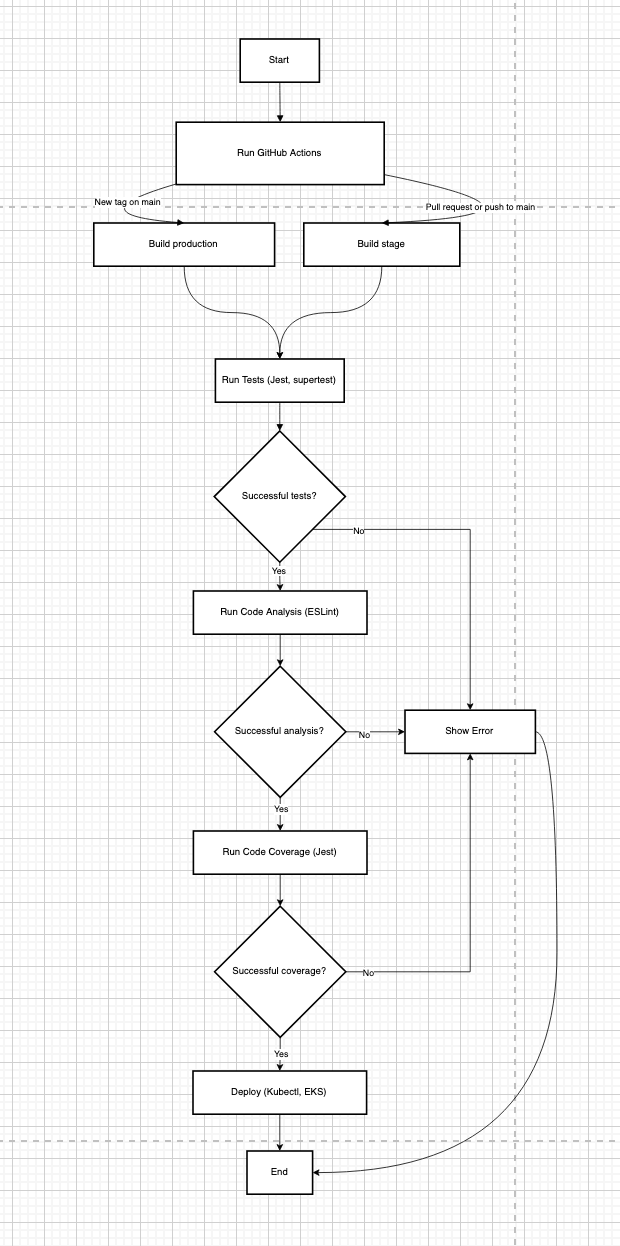 Start
Run GitHub Actions
New tag on main
Pull request or push to main
Build production
Build stage
Run Tests (Jest, supertest)
Successful tests?
No
Yes
Run Code Analysis (ESLint)
Successful analysis?
No
Show Error
Yes
Run Code Coverage (Jest)
Successful coverage?
No
Yes
Deploy (Kubectl, EKS)
End